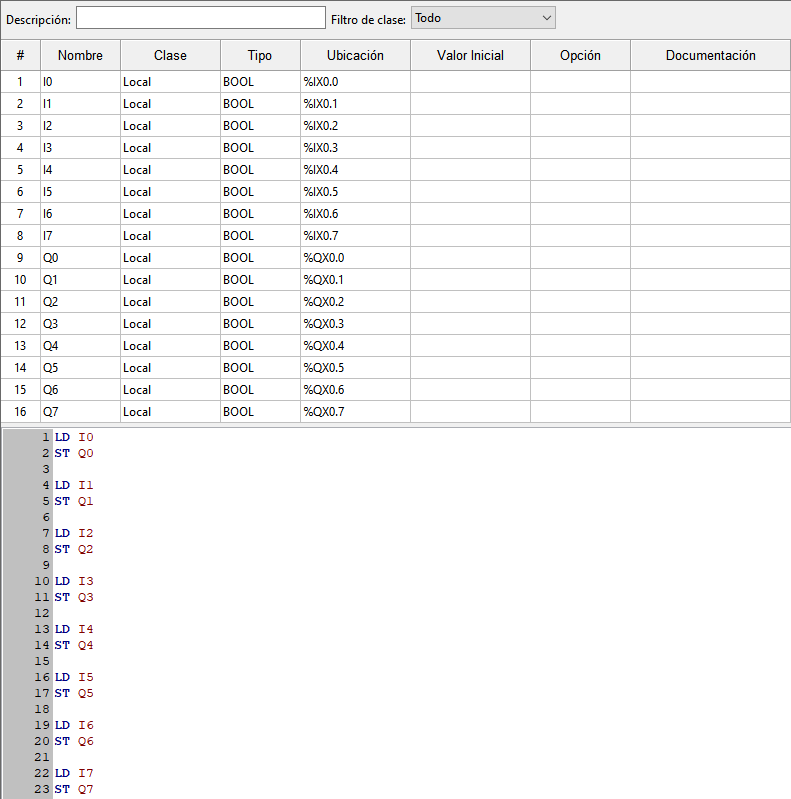 Descripción: Filtro de clase: Todo
# Nombre Clase Tipo Ubicación Valor Inicial Opción Documentación
1 I0 Local BOOL %IX0.0
2 I1 Local BOOL %IX0.1
3 I2 Local BOOL %IX0.2
4 I3 Local BOOL %IX0.3
5 I4 Local BOOL %IX0.4
6 I5 Local BOOL %IX0.5
7 I6 Local BOOL %IX0.6
8 I7 Local BOOL %IX0.7
9 Q0 Local BOOL %QX0.0
10 Q1 Local BOOL %QX0.1
11 Q2 Local BOOL %QX0.2
12 Q3 Local BOOL %QX0.3
13 Q4 Local BOOL %QX0.4
14 Q5 Local BOOL %QX0.5
15 Q6 Local BOOL %QX0.6
16 Q7 Local BOOL %QX0.7
1 LD I0
2 ST Q0
3
4 LD I1
5 ST Q1
6
7 LD I2
8 ST Q2
9
10 LD I3
11 ST Q3
12
13 LD I4
14 ST Q4
15
16 LD I5
17 ST Q5
18
19 LD I6
20 ST Q6
21
22 LD I7
23 ST Q7